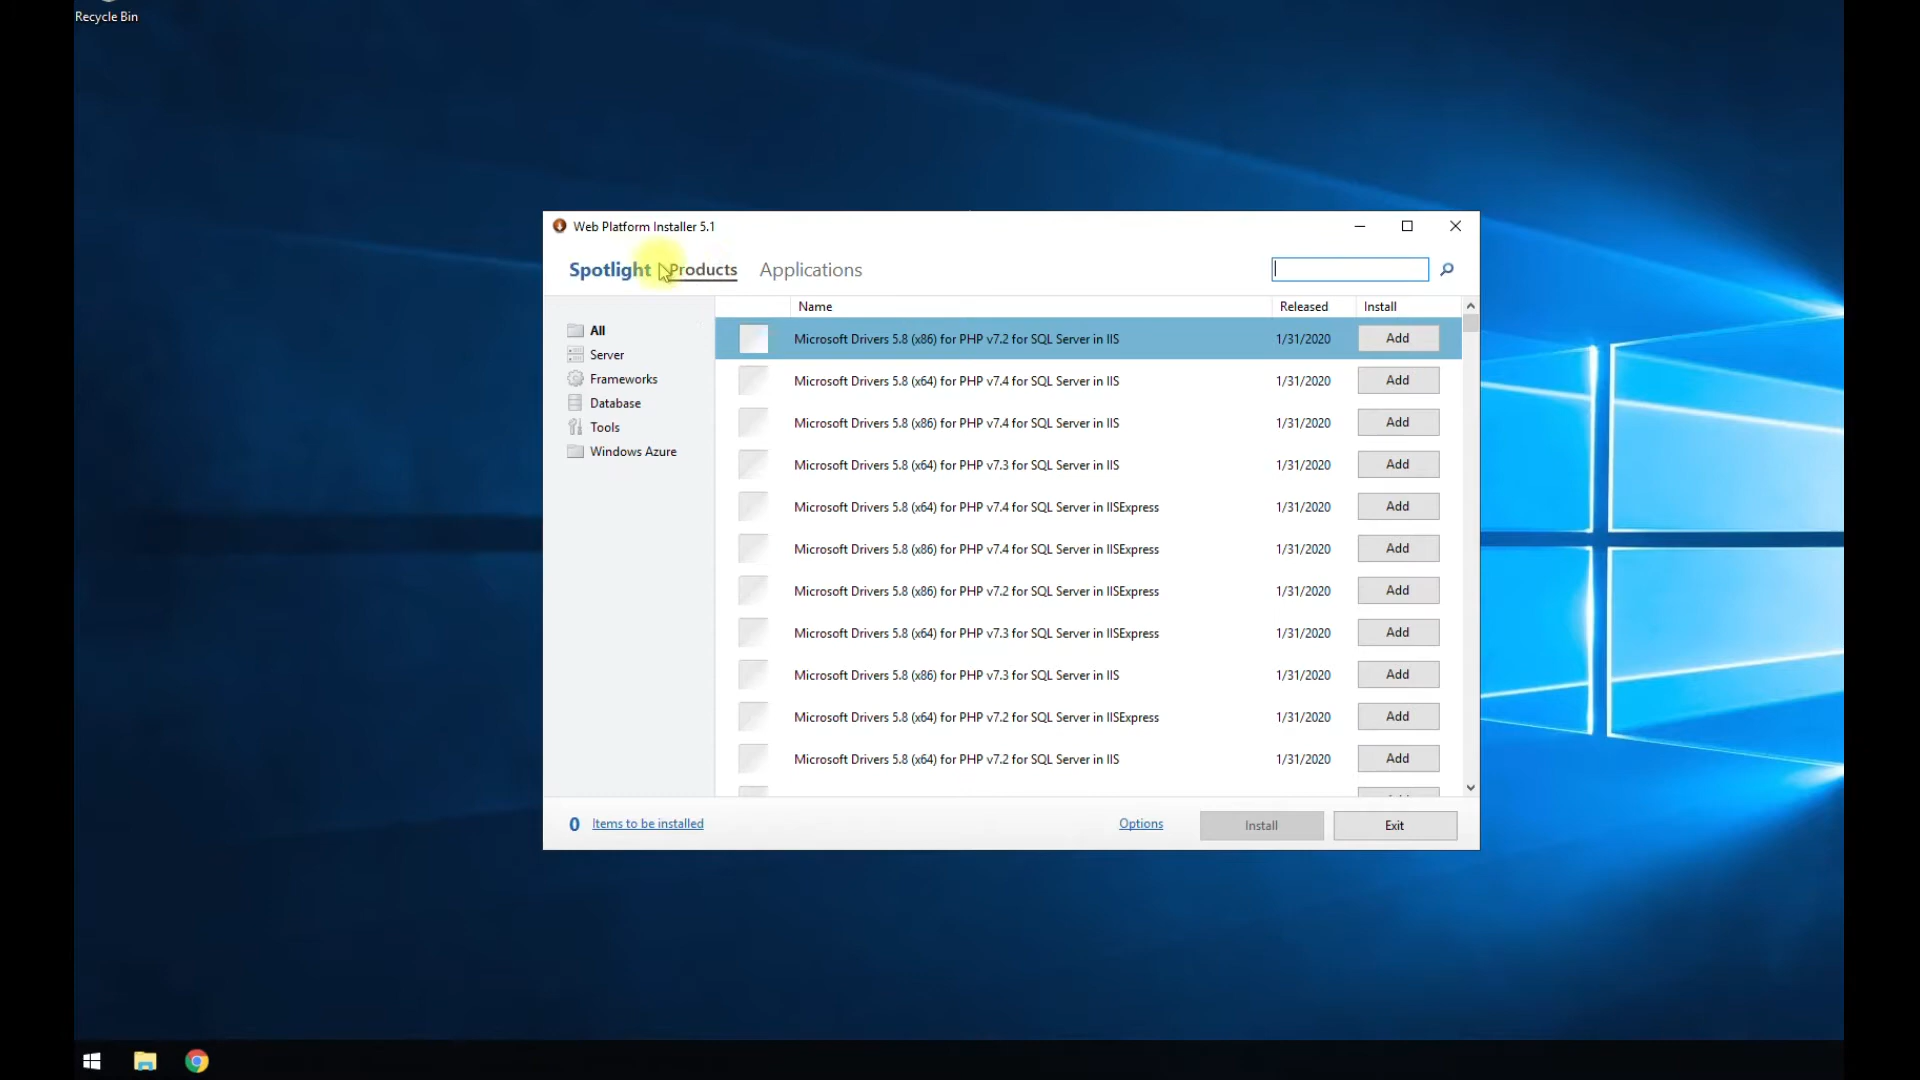 Recycle Bin
Web Platform Installer 5.1
Spotlight Products Applications
Name Released Install
All
Server
Frameworks
Database
Tools
Windows Azure
Microsoft Drivers 5.8 (x86) for PHP v7.2 for SQL Server in IIS 1/31/2020 Add
Microsoft Drivers 5.8 (x64) for PHP v7.4 for SQL Server in IIS 1/31/2020 Add
Microsoft Drivers 5.8 (x86) for PHP v7.4 for SQL Server in IIS 1/31/2020 Add
Microsoft Drivers 5.8 (x64) for PHP v7.3 for SQL Server in IIS 1/31/2020 Add
Microsoft Drivers 5.8 (x64) for PHP v7.4 for SQL Server in IISExpress 1/31/2020 Add
Microsoft Drivers 5.8 (x86) for PHP v7.4 for SQL Server in IISExpress 1/31/2020 Add
Microsoft Drivers 5.8 (x86) for PHP v7.2 for SQL Server in IISExpress 1/31/2020 Add
Microsoft Drivers 5.8 (x64) for PHP v7.3 for SQL Server in IISExpress 1/31/2020 Add
Microsoft Drivers 5.8 (x86) for PHP v7.3 for SQL Server in IIS 1/31/2020 Add
Microsoft Drivers 5.8 (x64) for PHP v7.2 for SQL Server in IISExpress 1/31/2020 Add
Microsoft Drivers 5.8 (x64) for PHP v7.2 for SQL Server in IIS 1/31/2020 Add
0 Items to be installed Options Install Exit